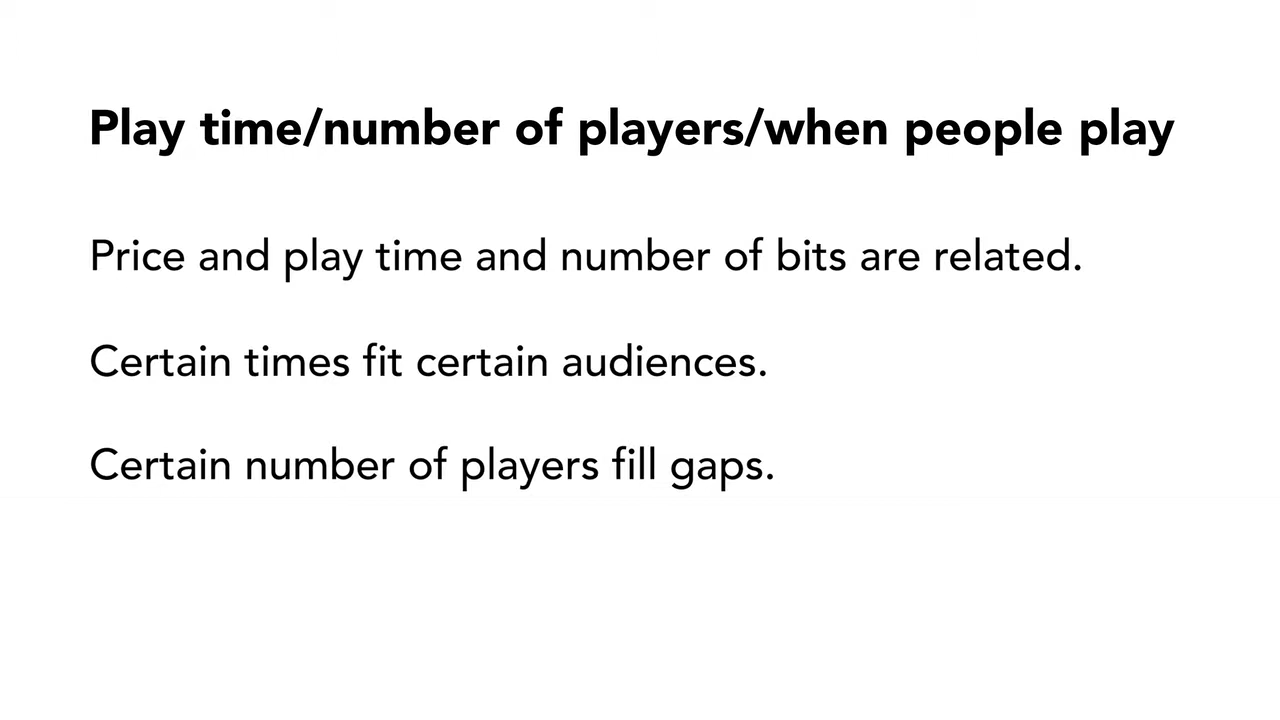 Play time/number of players/when people play
Price and play time and number of bits are related.
Certain times fit certain audiences.
Certain number of players fill gaps.